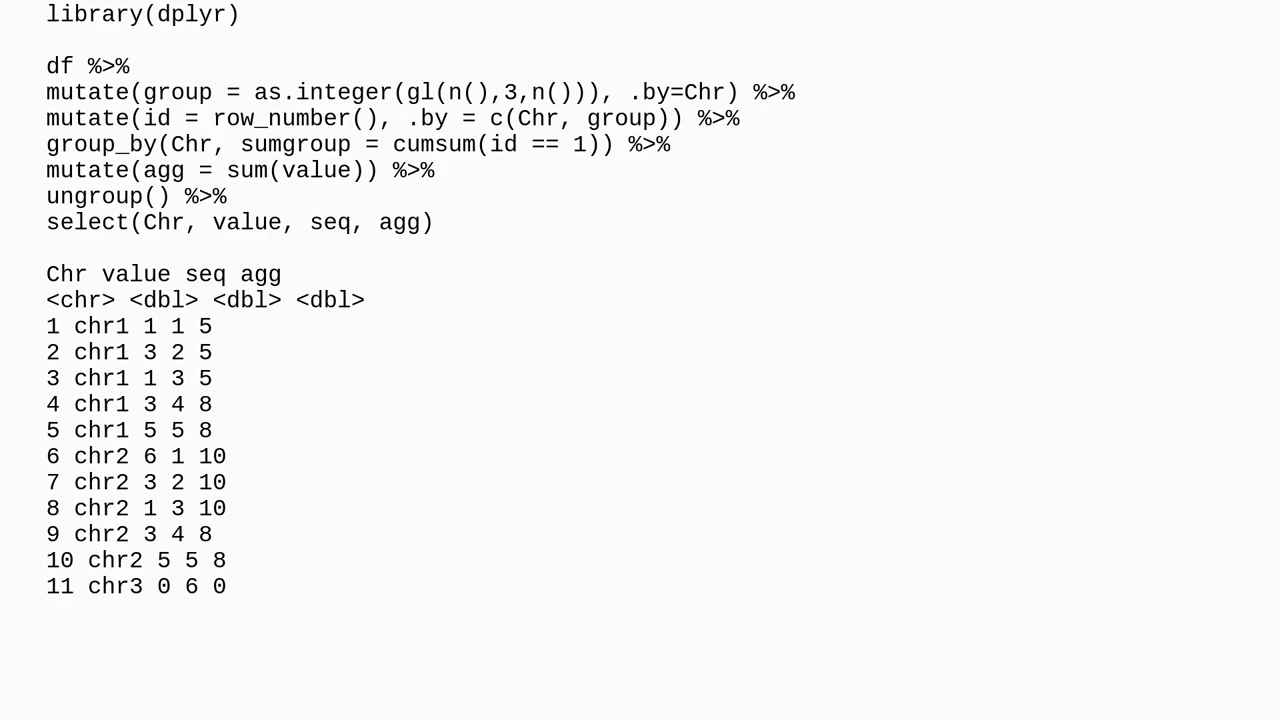 library(dplyr)
df %>%
mutate(group = as.integer(gl(n(),3,n())), .by=Chr) %>%
mutate(id = row_number(), .by = c(Chr, group)) %>%
group_by(Chr, sumgroup = cumsum(id == 1)) %>%
mutate(agg = sum(value)) %>%
ungroup() %>%
select(Chr, value, seq, agg)
Chr value seq agg
<chr> <dbl> <dbl> <dbl>
1 chr1 1 1 5
2 chr1 3 2 5
3 chr1 1 3 5
4 chr1 3 4 8
5 chr1 5 5 8
6 chr2 6 1 10
7 chr2 3 2 10
8 chr2 1 3 10
9 chr2 3 4 8
10 chr2 5 5 8
11 chr3 0 6 0